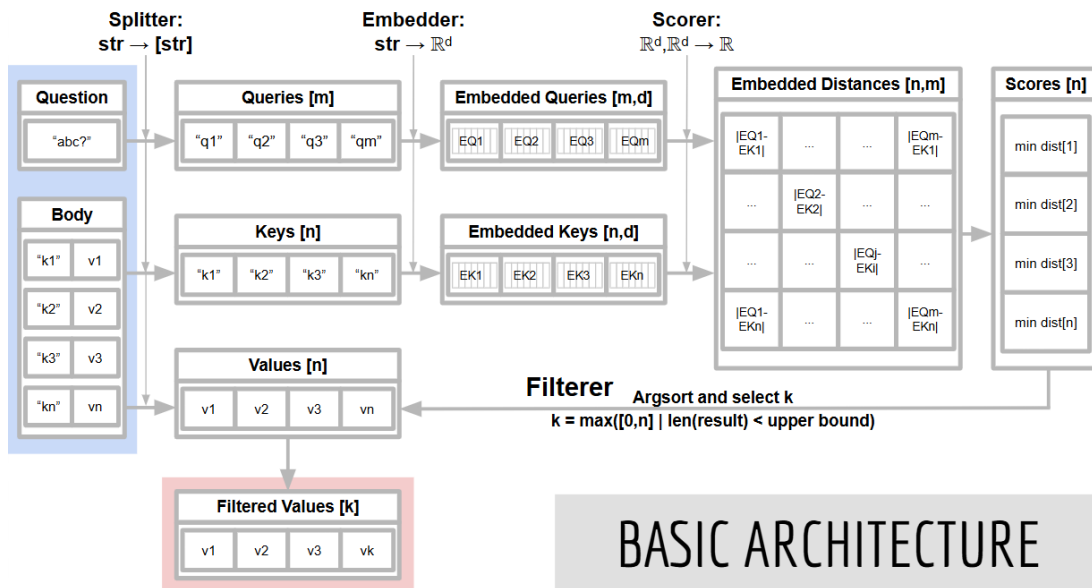 Splitter:
str → [str]
Embedder:
str → ℝᵈ
Scorer:
ℝᵈ,ℝᵈ → ℝ
Question
“abc?”
Queries [m]
“q1” “q2” “q3” “qm”
Embedded Queries [m,d]
EQ1 EQ2 EQ3 EQm
Embedded Distances [n,m]
|EQ1-
EK1|
...
...
|EQm-
EK1|
...
|EQ2-
EK2|
...
...
...
...
|EQj-
EKi|
...
|EQ1-
EKn|
...
...
|EQm-
EKn|
Scores [n]
min dist[1]
min dist[2]
min dist[3]
min dist[n]
Body
“k1” v1
“k2” v2
“k3” v3
“kn” vn
Keys [n]
“k1” “k2” “k3” “kn”
Embedded Keys [n,d]
EK1 EK2 EK3 EKn
Values [n]
v1 v2 v3 vn
Filterer
Argsort and select k
k = max([0,n] | len(result) < upper bound)
Filtered Values [k]
v1 v2 v3 vk
BASIC ARCHITECTURE